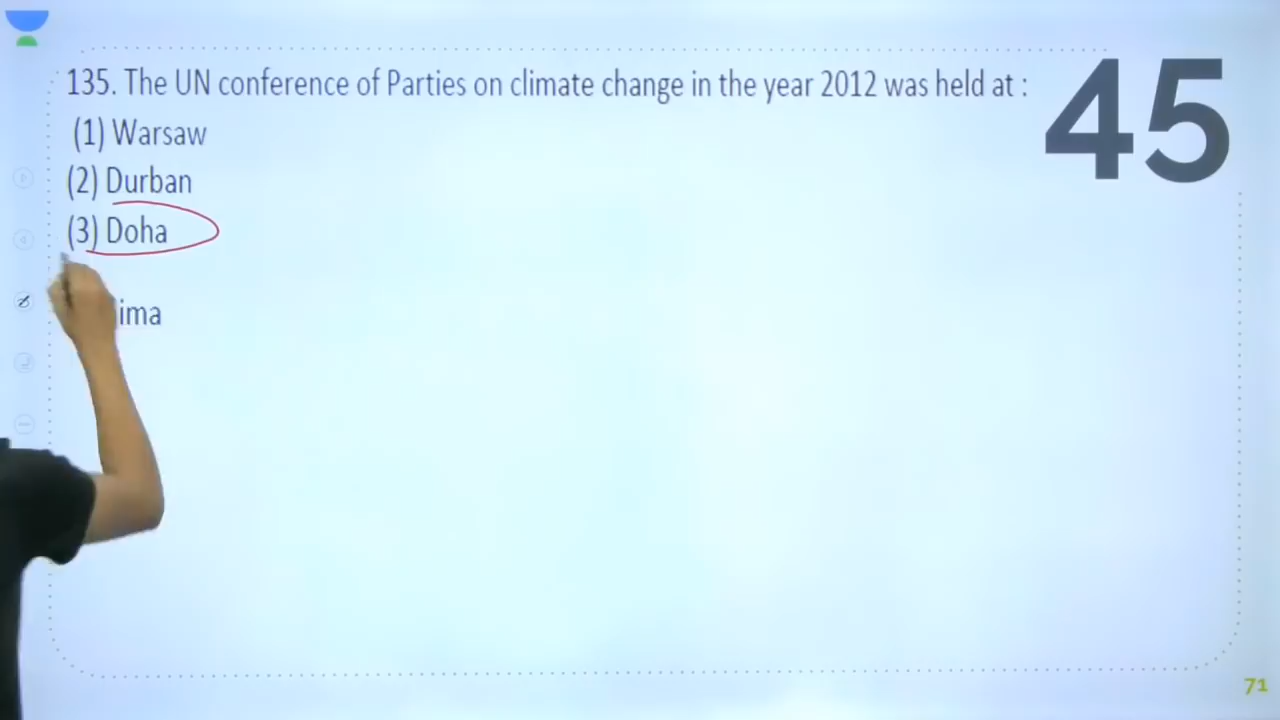 135. The UN conference of Parties on climate change in the year 2012 was held at :
(1) Warsaw
(2) Durban
(3) Doha
ima
45
71